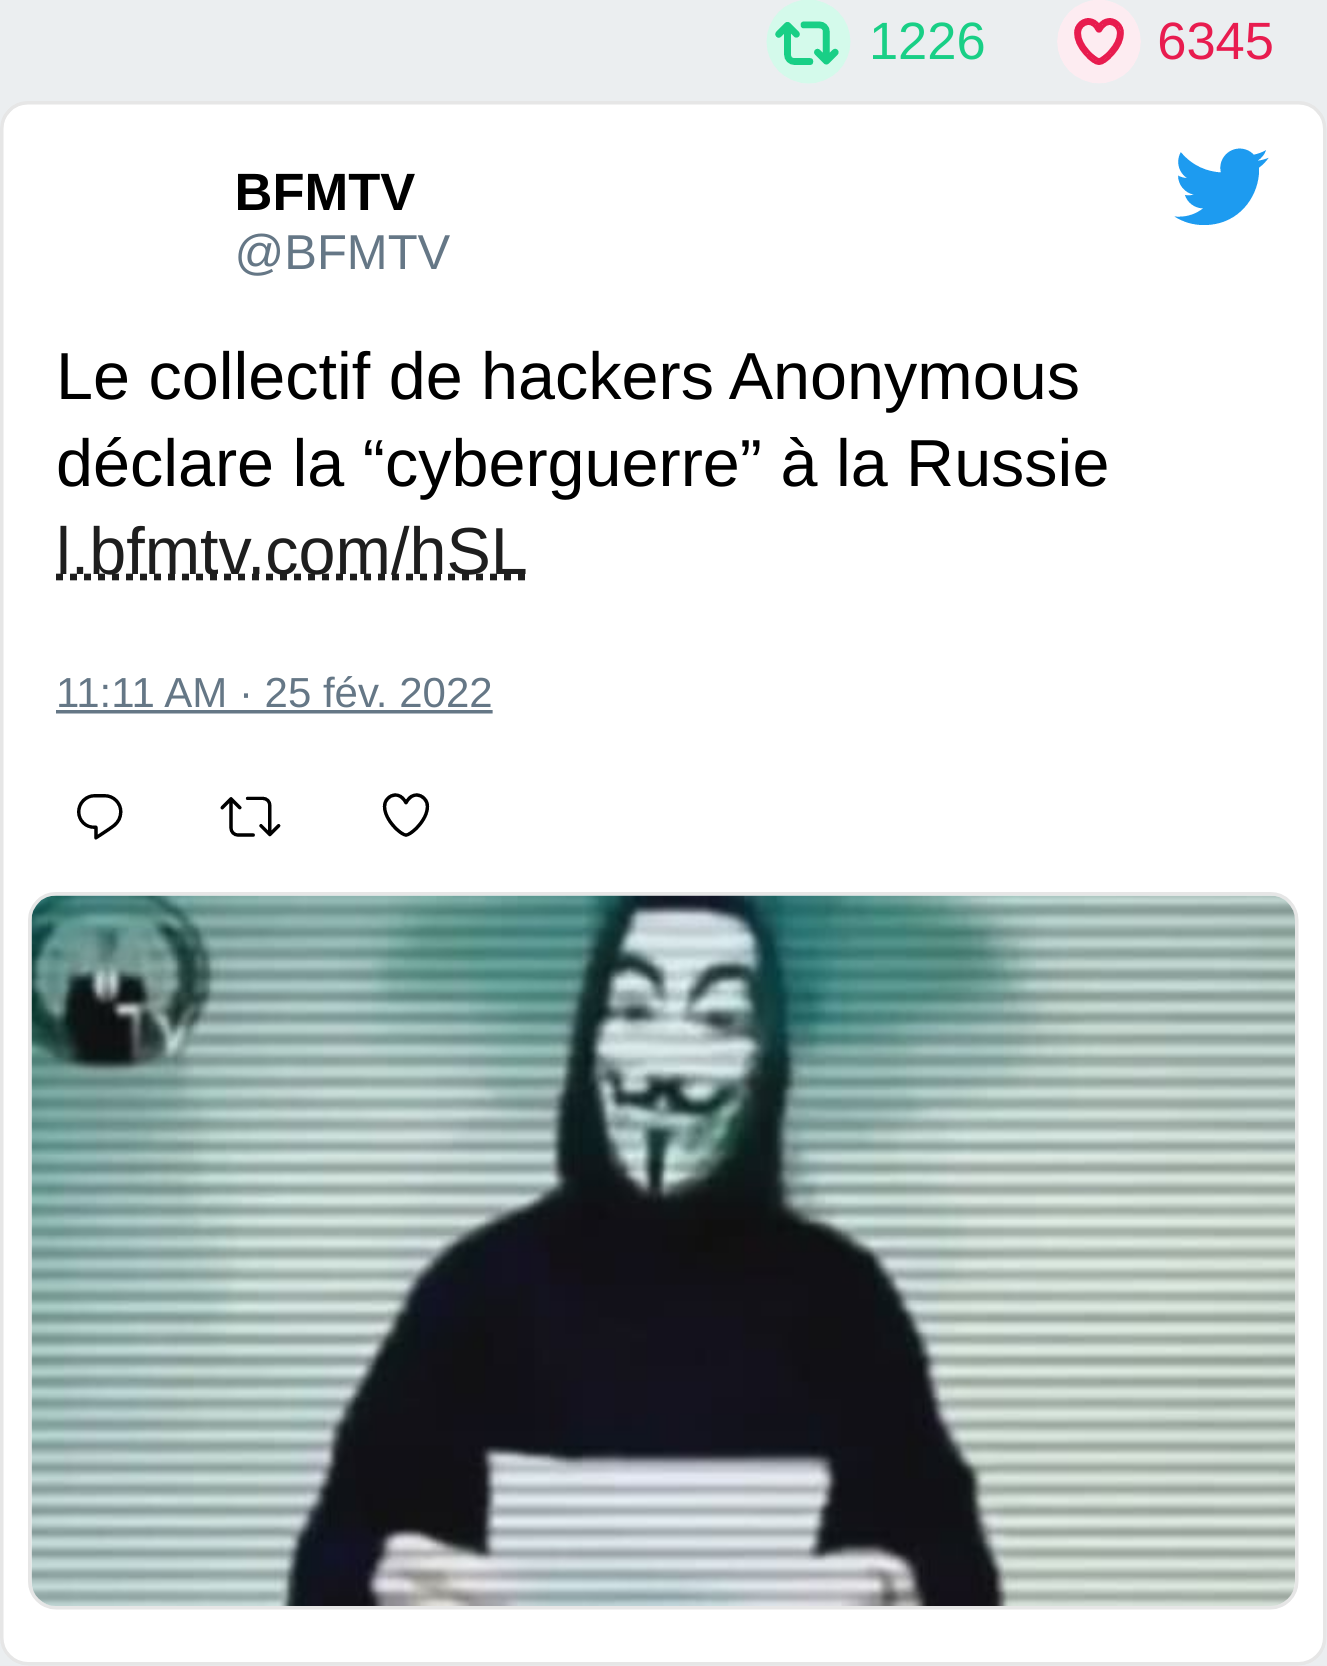 1226 6345
BFMTV
@BFMTV
Le collectif de hackers Anonymous
déclare la “cyberguerre” à la Russie
l.bfmtv.com/hSL
11:11 AM · 25 fév. 2022
TV